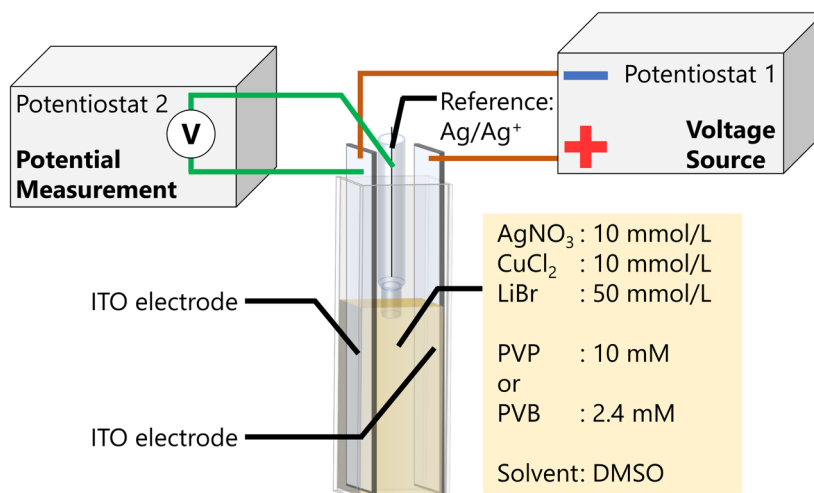 Potentiostat 2
V
Potential
Measurement
Reference:
Ag/Ag⁺
Potentiostat 1
Voltage
Source
ITO electrode
ITO electrode
AgNO₃ : 10 mmol/L
CuCl₂ : 10 mmol/L
LiBr : 50 mmol/L
PVP : 10 mM
or
PVB : 2.4 mM
Solvent: DMSO